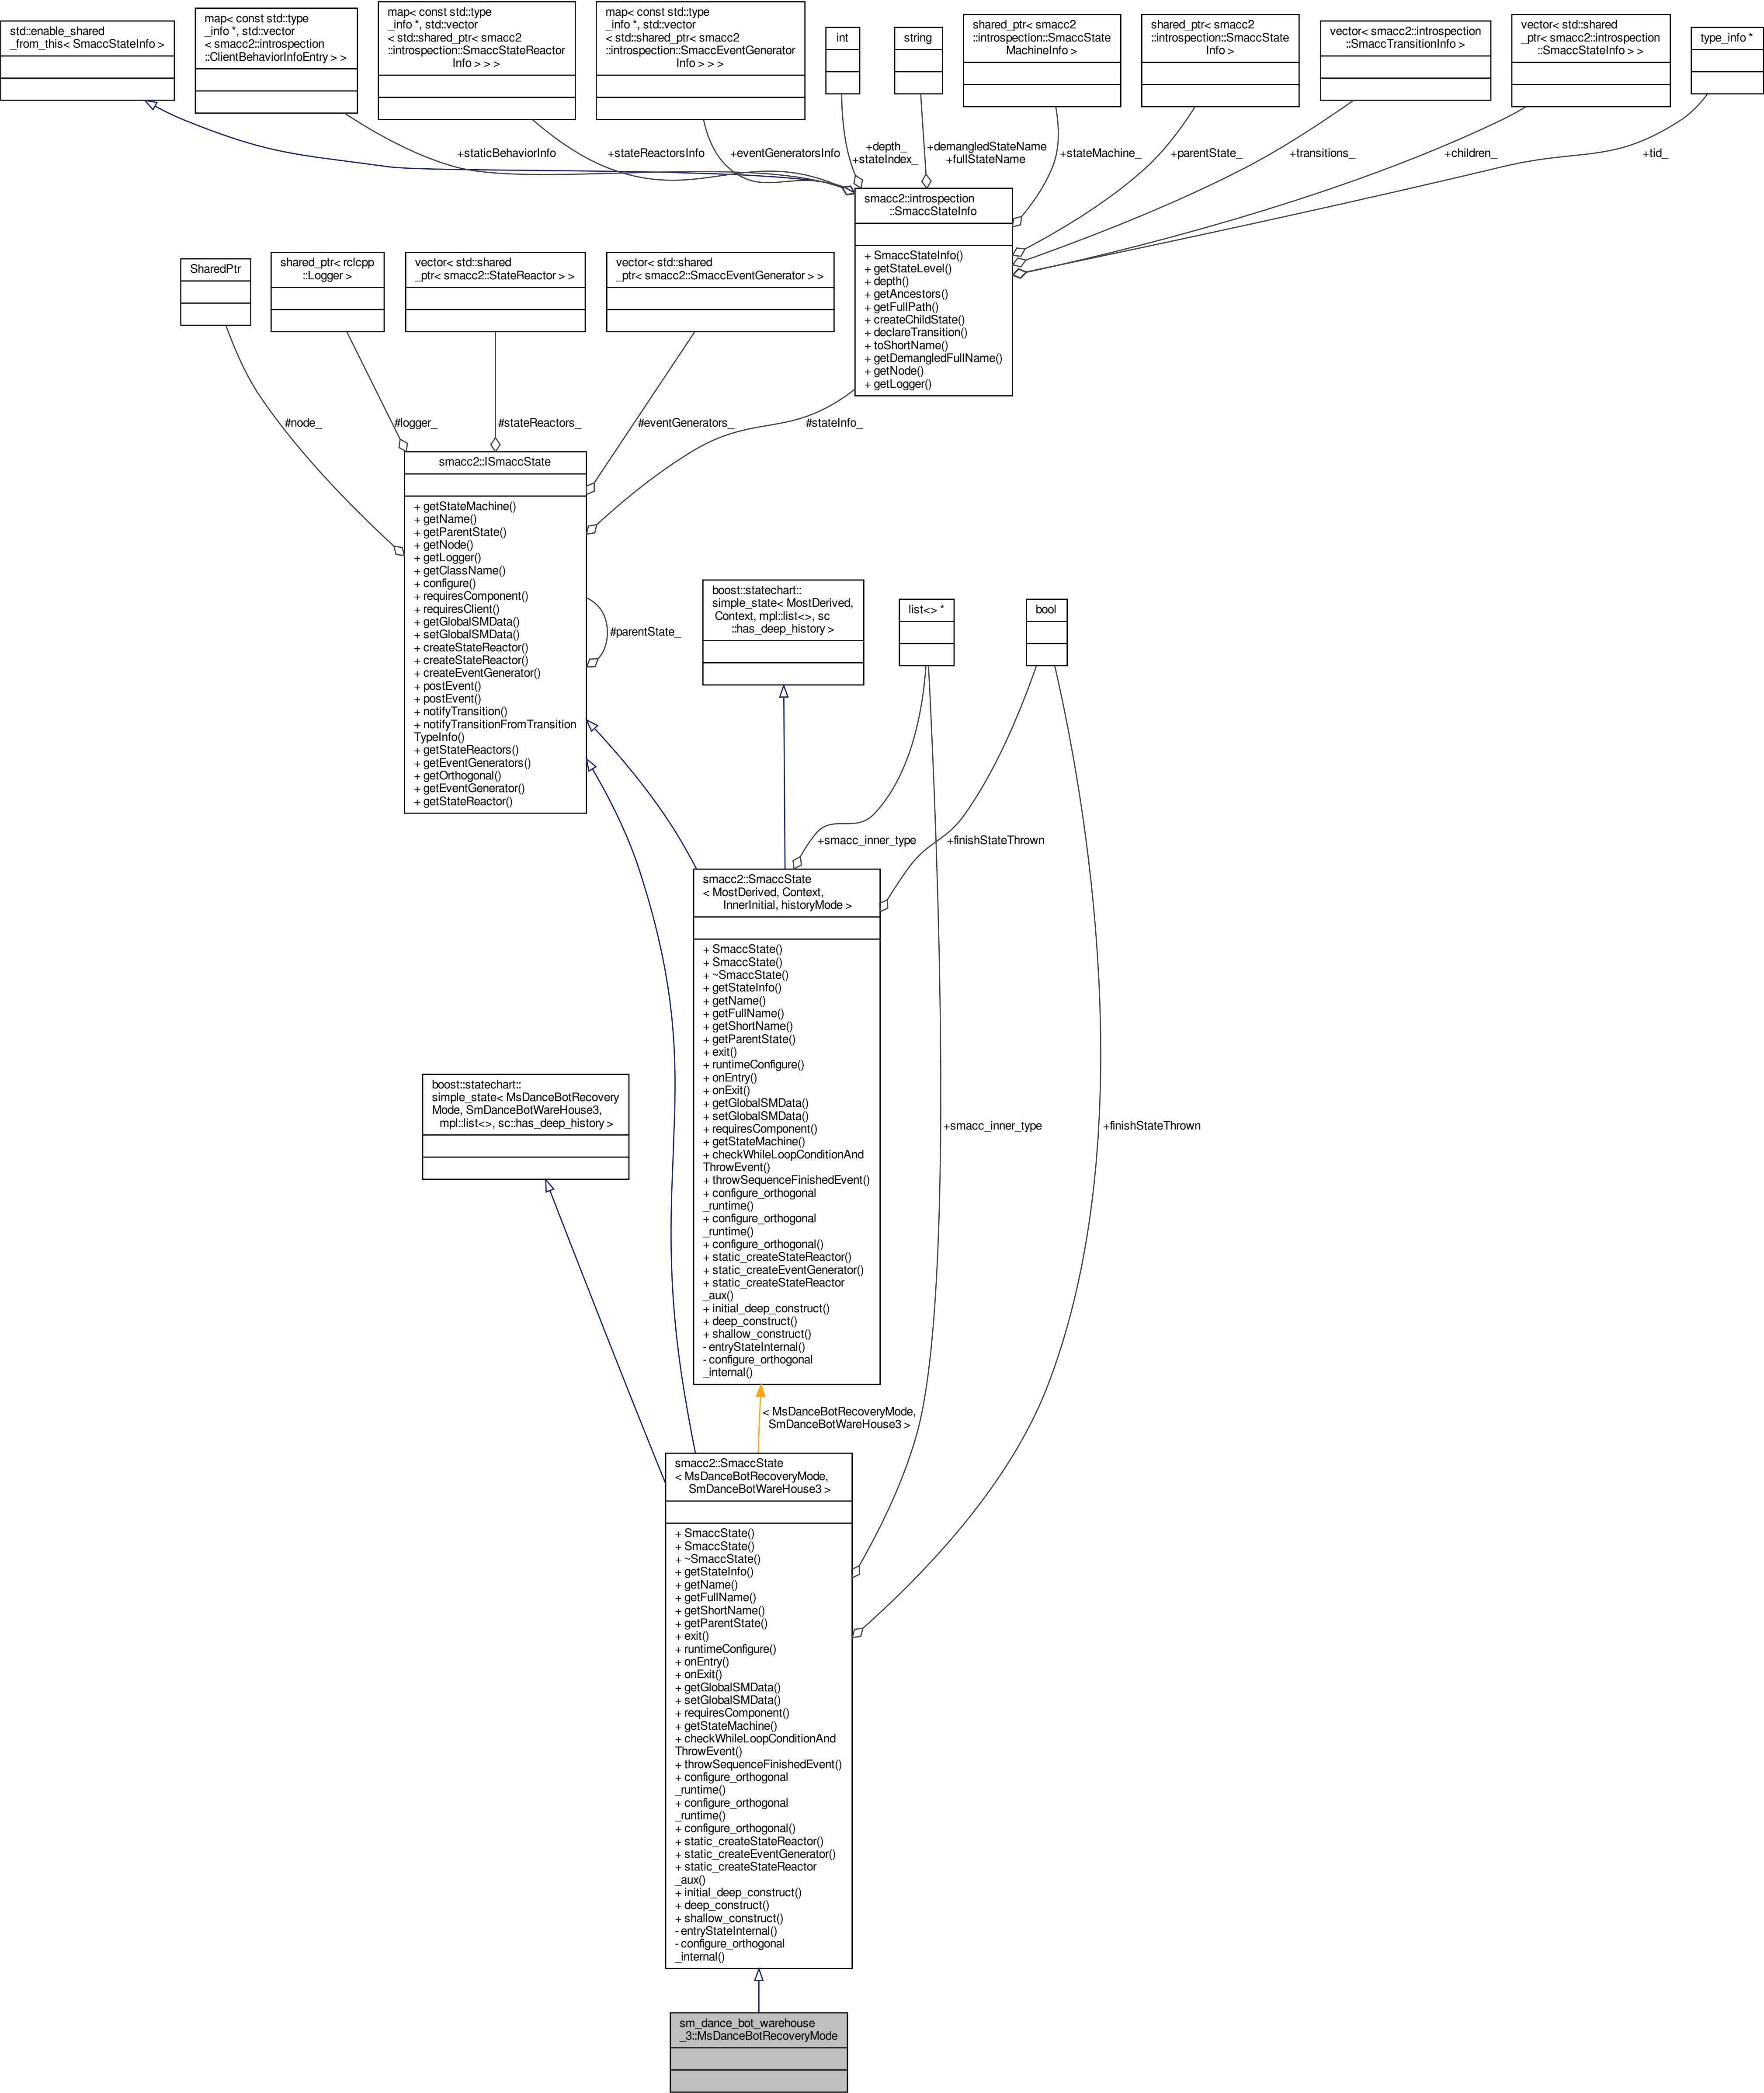 std::enable_shared
_from_this< SmaccStateInfo >
map< const std::type
_info *, std::vector
< smacc2::introspection
::ClientBehaviorInfoEntry > >
map< const std::type
_info *, std::vector
< std::shared_ptr< smacc2
::introspection::SmaccStateReactor
Info > > >
map< const std::type
_info *, std::vector
< std::shared_ptr< smacc2
::introspection::SmaccEventGenerator
Info > > >
int
string
shared_ptr< smacc2
::introspection::SmaccState
MachineInfo >
shared_ptr< smacc2
::introspection::SmaccState
Info >
vector< smacc2::introspection
::SmaccTransitionInfo >
vector< std::shared
_ptr< smacc2::introspection
::SmaccStateInfo > >
type_info *
+staticBehaviorInfo
+stateReactorsInfo
+eventGeneratorsInfo
+depth_
+stateIndex_
+demangledStateName
+fullStateName
+stateMachine_
+parentState_
+transitions_
+children_
+tid_
smacc2::introspection
::SmaccStateInfo
+ SmaccStateInfo()
+ getStateLevel()
+ depth()
+ getAncestors()
+ getFullPath()
+ createChildState()
+ declareTransition()
+ toShortName()
+ getDemangledFullName()
+ getNode()
+ getLogger()
SharedPtr
shared_ptr< rclcpp
::Logger >
vector< std::shared
_ptr< smacc2::StateReactor > >
vector< std::shared
_ptr< smacc2::SmaccEventGenerator > >
#node_
#logger_
#stateReactors_
#eventGenerators_
#stateInfo_
smacc2::ISmaccState
+ getStateMachine()
+ getName()
+ getParentState()
+ getNode()
+ getLogger()
+ getClassName()
+ configure()
+ requiresComponent()
+ requiresClient()
+ getGlobalSMData()
+ setGlobalSMData()
+ createStateReactor()
+ createStateReactor()
+ createEventGenerator()
+ postEvent()
+ postEvent()
+ notifyTransition()
+ notifyTransitionFromTransition
TypeInfo()
+ getStateReactors()
+ getEventGenerators()
+ getOrthogonal()
+ getEventGenerator()
+ getStateReactor()
#parentState_
boost::statechart::
simple_state< MostDerived,
Context, mpl::list<>, sc
::has_deep_history >
list<> *
bool
+smacc_inner_type
+finishStateThrown
smacc2::SmaccState
< MostDerived, Context,
InnerInitial, historyMode >
+ SmaccState()
+ SmaccState()
+ ~SmaccState()
+ getStateInfo()
+ getName()
+ getFullName()
+ getShortName()
+ getParentState()
+ exit()
+ runtimeConfigure()
+ onEntry()
+ onExit()
+ getGlobalSMData()
+ setGlobalSMData()
+ requiresComponent()
+ getStateMachine()
+ checkWhileLoopConditionAnd
ThrowEvent()
+ throwSequenceFinishedEvent()
+ configure_orthogonal
_runtime()
+ configure_orthogonal
_runtime()
+ configure_orthogonal()
+ static_createStateReactor()
+ static_createEventGenerator()
+ static_createStateReactor
_aux()
+ initial_deep_construct()
+ deep_construct()
+ shallow_construct()
- entryStateInternal()
- configure_orthogonal
_internal()
boost::statechart::
simple_state< MsDanceBotRecovery
Mode, SmDanceBotWareHouse3,
mpl::list<>, sc::has_deep_history >
+smacc_inner_type
+finishStateThrown
< MsDanceBotRecoveryMode,
SmDanceBotWareHouse3 >
smacc2::SmaccState
< MsDanceBotRecoveryMode,
SmDanceBotWareHouse3 >
+ SmaccState()
+ SmaccState()
+ ~SmaccState()
+ getStateInfo()
+ getName()
+ getFullName()
+ getShortName()
+ getParentState()
+ exit()
+ runtimeConfigure()
+ onEntry()
+ onExit()
+ getGlobalSMData()
+ setGlobalSMData()
+ requiresComponent()
+ getStateMachine()
+ checkWhileLoopConditionAnd
ThrowEvent()
+ throwSequenceFinishedEvent()
+ configure_orthogonal
_runtime()
+ configure_orthogonal
_runtime()
+ configure_orthogonal()
+ static_createStateReactor()
+ static_createEventGenerator()
+ static_createStateReactor
_aux()
+ initial_deep_construct()
+ deep_construct()
+ shallow_construct()
- entryStateInternal()
- configure_orthogonal
_internal()
sm_dance_bot_warehouse
_3::MsDanceBotRecoveryMode